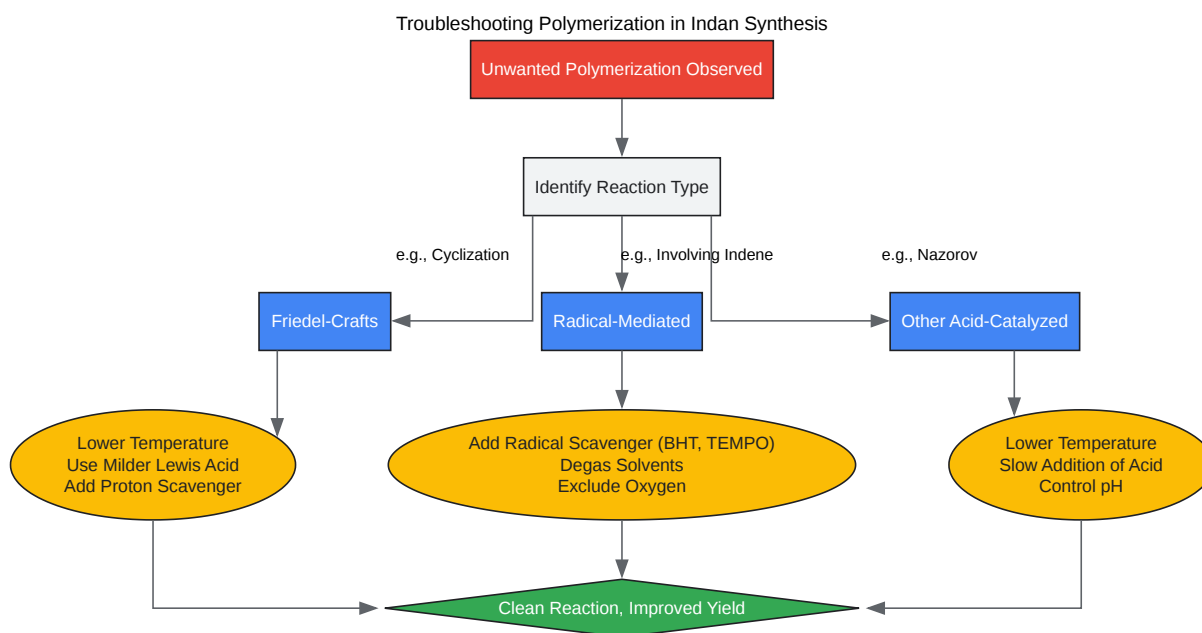 Troubleshooting Polymerization in Indan Synthesis
Unwanted Polymerization Observed
Identify Reaction Type
e.g., Cyclization
e.g., Involving Indene
e.g., Nazorov
Friedel-Crafts
Radical-Mediated
Other Acid-Catalyzed
Lower Temperature
Use Milder Lewis Acid
Add Proton Scavenger
Add Radical Scavenger (BHT, TEMPO)
Degas Solvents
Exclude Oxygen
Lower Temperature
Slow Addition of Acid
Control pH
Clean Reaction, Improved Yield